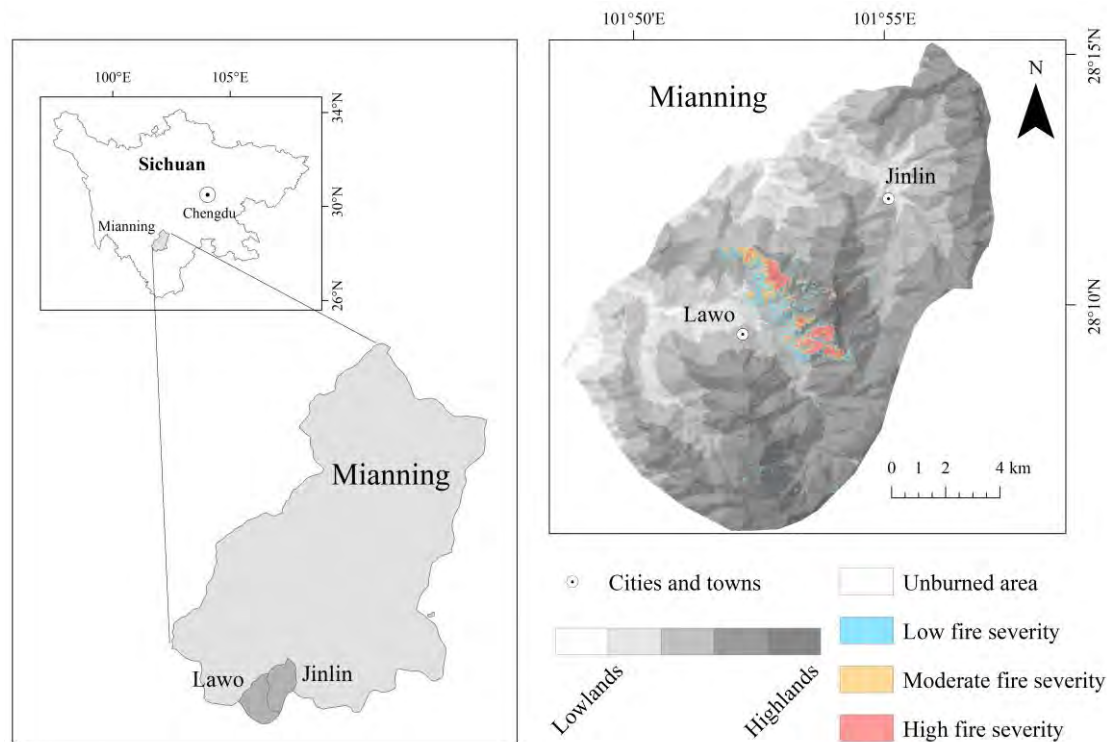 100°E
105°E
34°N
30°N
26°N
Sichuan
Chengdu
Mianning
Mianning
Lawo
Jinlin
101°50'E
101°55'E
28°15'N
28°10'N
Mianning
N
Jinlin
Lawo
0 1 2 4 km
Cities and towns
Lowlands
Highlands
Unburned area
Low fire severity
Moderate fire severity
High fire severity